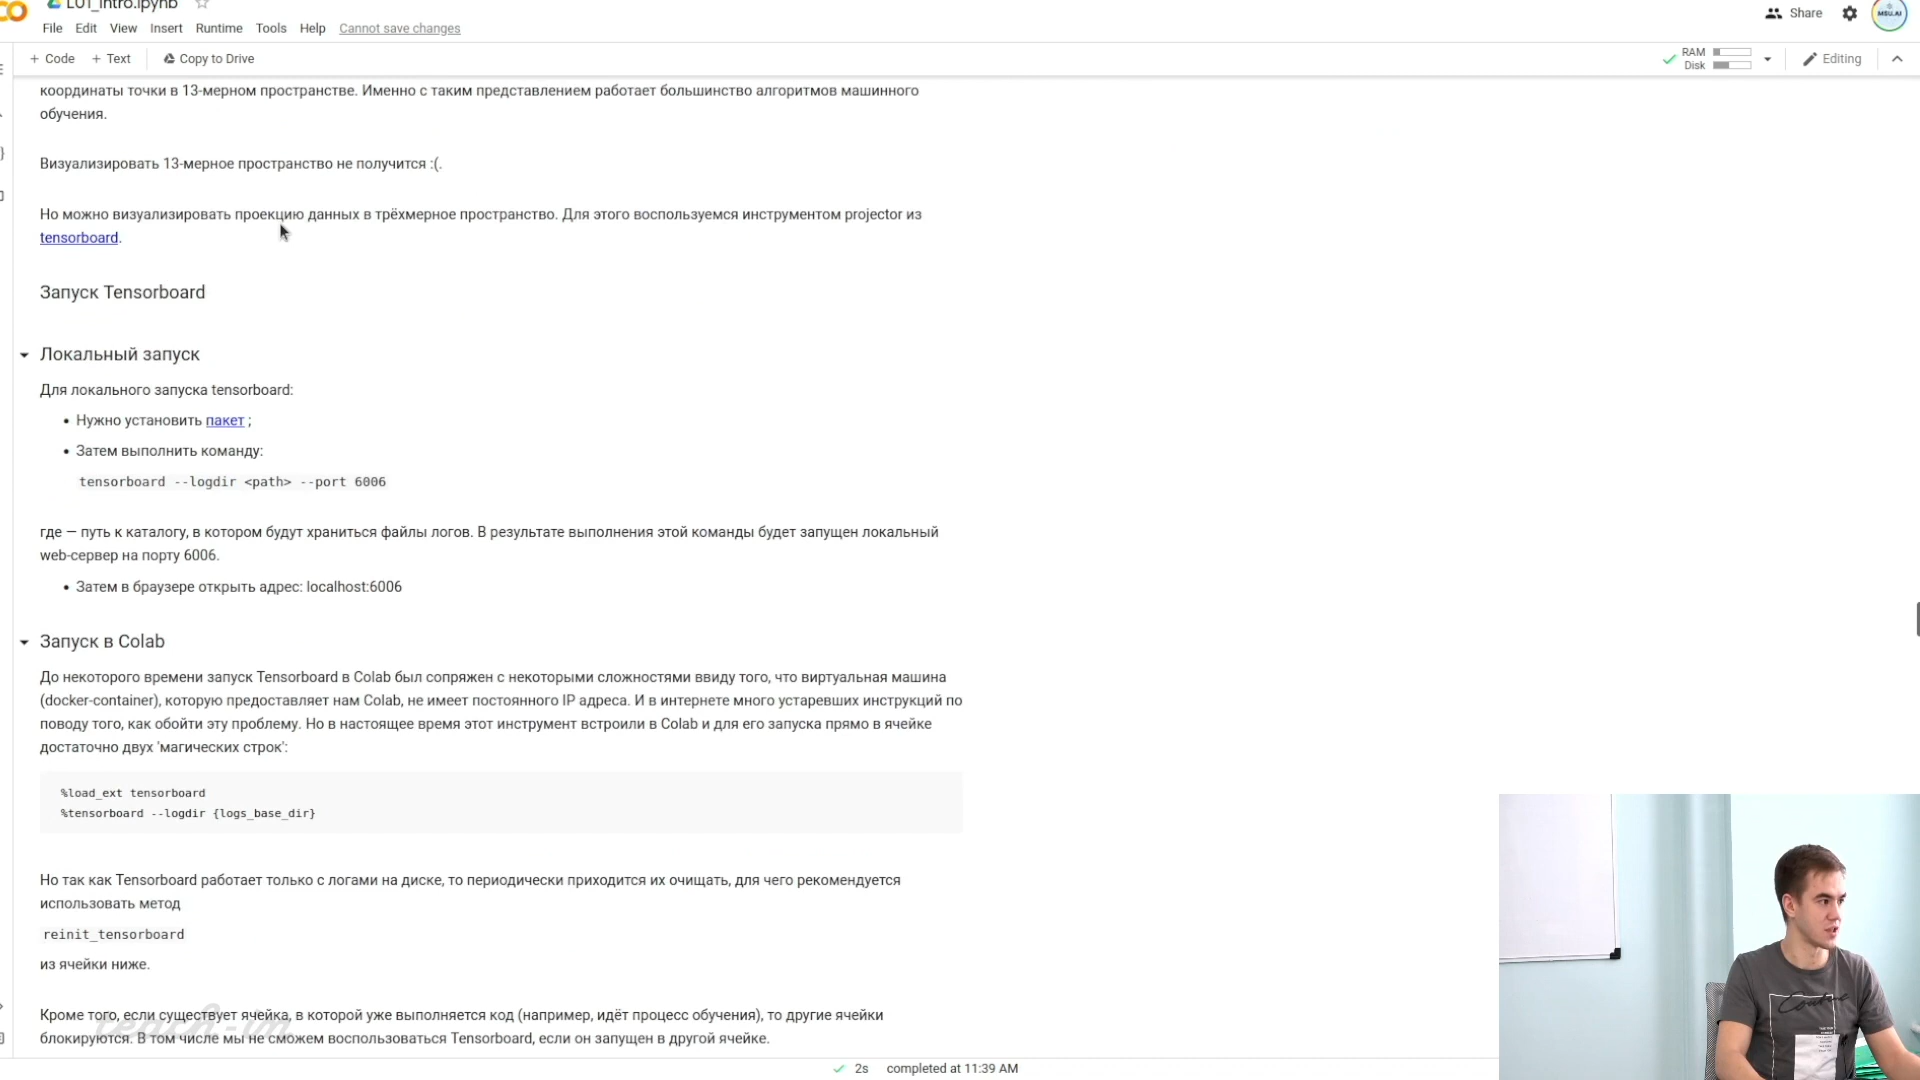 L01_Intro.ipynb
File Edit View Insert Runtime Tools Help Cannot save changes
Share
MSU.AI
+ Code + Text Copy to Drive
RAM
Disk
Editing
координаты точки в 13-мерном пространстве. Именно с таким представлением работает большинство алгоритмов машинного
обучения.
Визуализировать 13-мерное пространство не получится :(.
Но можно визуализировать проекцию данных в трёхмерное пространство. Для этого воспользуемся инструментом projector из
tensorboard.
Запуск Tensorboard
Локальный запуск
Для локального запуска tensorboard:
• Нужно установить пакет ;
• Затем выполнить команду:
tensorboard --logdir <path> --port 6006
где — путь к каталогу, в котором будут храниться файлы логов. В результате выполнения этой команды будет запущен локальный
web-сервер на порту 6006.
• Затем в браузере открыть адрес: localhost:6006
Запуск в Colab
До некоторого времени запуск Tensorboard в Colab был сопряжен с некоторыми сложностями ввиду того, что виртуальная машина
(docker-container), которую предоставляет нам Colab, не имеет постоянного IP адреса. И в интернете много устаревших инструкций по
поводу того, как обойти эту проблему. Но в настоящее время этот инструмент встроили в Colab и для его запуска прямо в ячейке
достаточно двух 'магических строк':
%load_ext tensorboard
%tensorboard --logdir {logs_base_dir}
Но так как Tensorboard работает только с логами на диске, то периодически приходится их очищать, для чего рекомендуется
использовать метод
reinit_tensorboard
из ячейки ниже.
Кроме того, если существует ячейка, в которой уже выполняется код (например, идёт процесс обучения), то другие ячейки
блокируются. В том числе мы не сможем воспользоваться Tensorboard, если он запущен в другой ячейке.
teach-in
2s completed at 11:39 AM